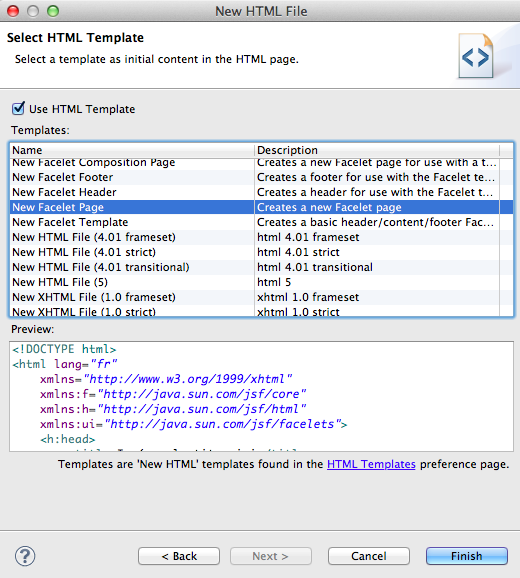 New HTML File
Select HTML Template
Select a template as initial content in the HTML page.
Use HTML Template
Templates:
Name Description
New Facelet Composition Page Creates a new Facelet page for use with a t...
New Facelet Footer Creates a footer for use with the Facelet te...
New Facelet Header Creates a header for use with the Facelet t...
New Facelet Page Creates a new Facelet page
New Facelet Template Creates a basic header/content/footer Fac...
New HTML File (4.01 frameset) html 4.01 frameset
New HTML File (4.01 strict) html 4.01 strict
New HTML File (4.01 transitional) html 4.01 transitional
New HTML File (5) html 5
New XHTML File (1.0 frameset) xhtml 1.0 frameset
New XHTML File (1.0 strict) xhtml 1.0 strict
Preview:
<!DOCTYPE html>
<html lang="fr"
xmlns="http://www.w3.org/1999/xhtml"
xmlns:f="http://java.sun.com/jsf/core"
xmlns:h="http://java.sun.com/jsf/html"
xmlns:ui="http://java.sun.com/jsf/facelets">
<h:head>
Templates are 'New HTML' templates found in the HTML Templates preference page.
? < Back Next > Cancel Finish